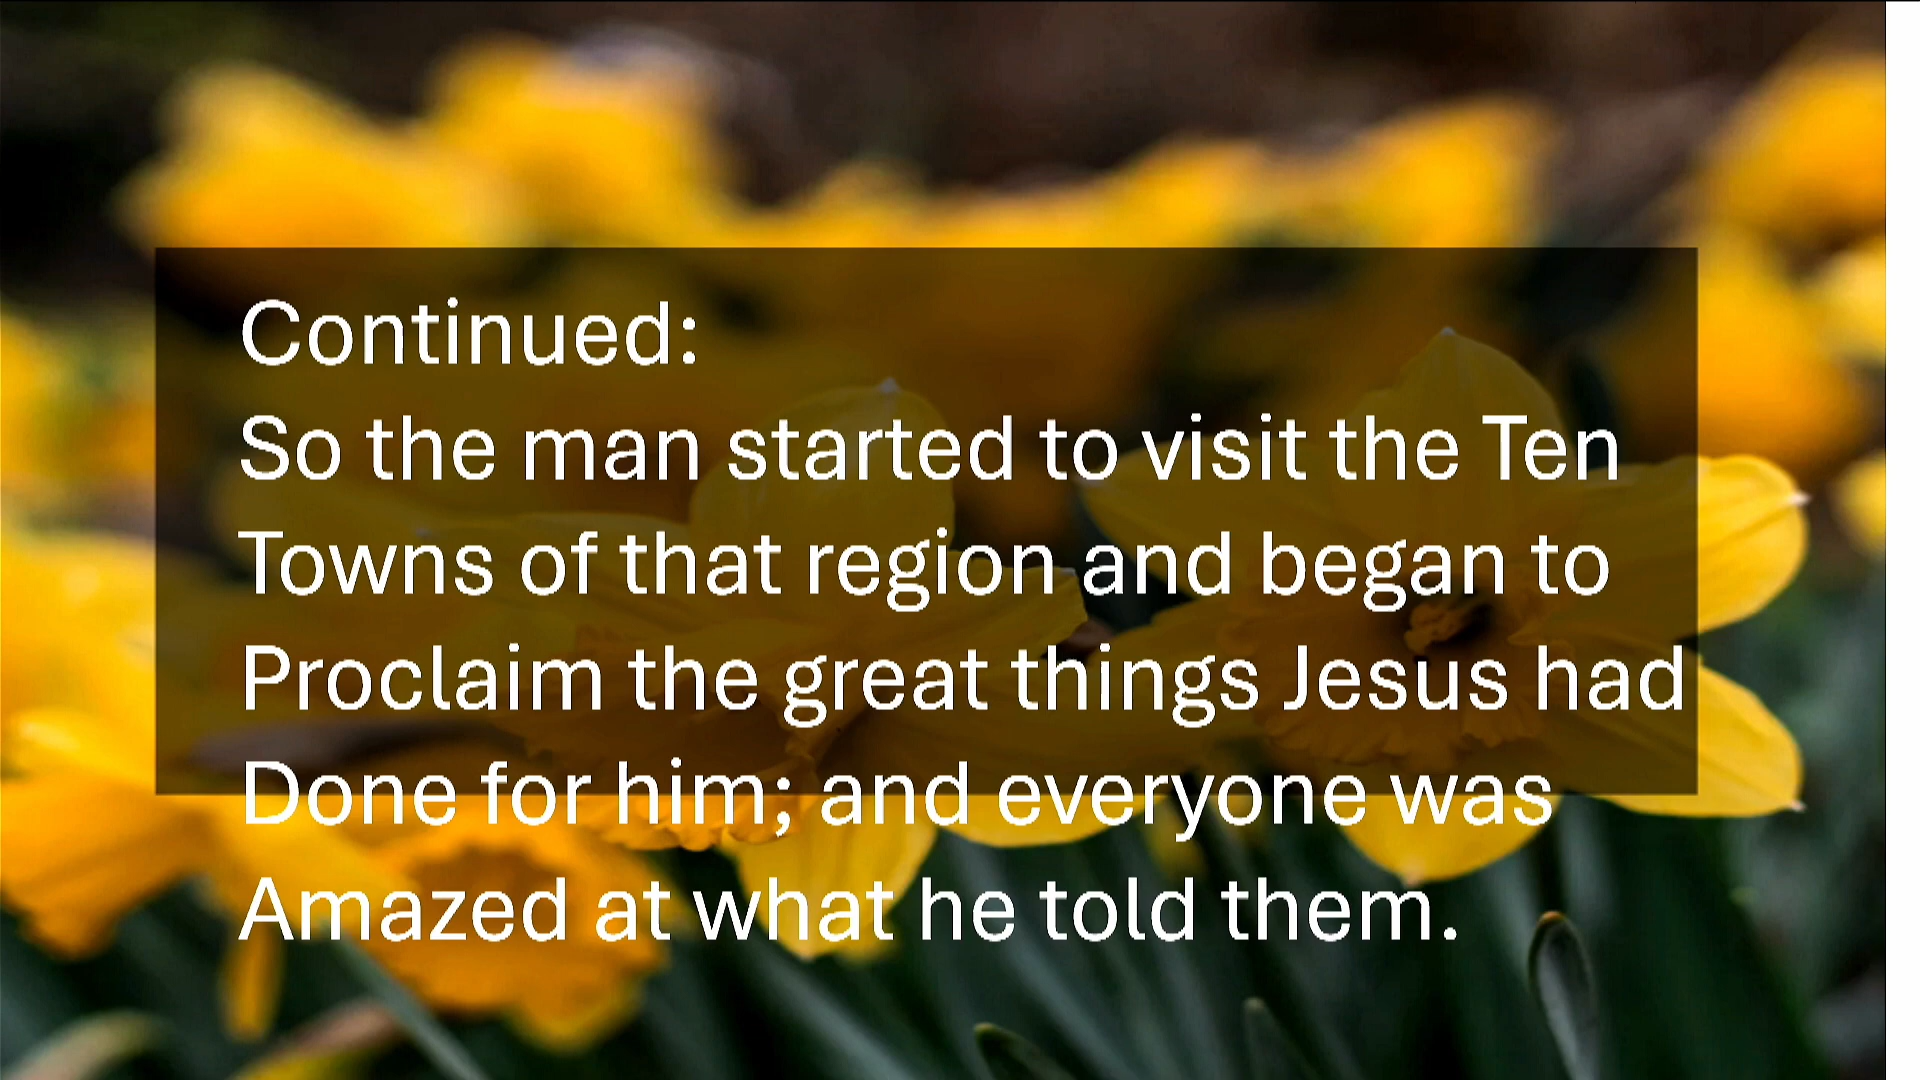 Continued:
So the man started to visit the Ten
Towns of that region and began to
Proclaim the great things Jesus had
Done for him; and everyone was
Amazed at what he told them.